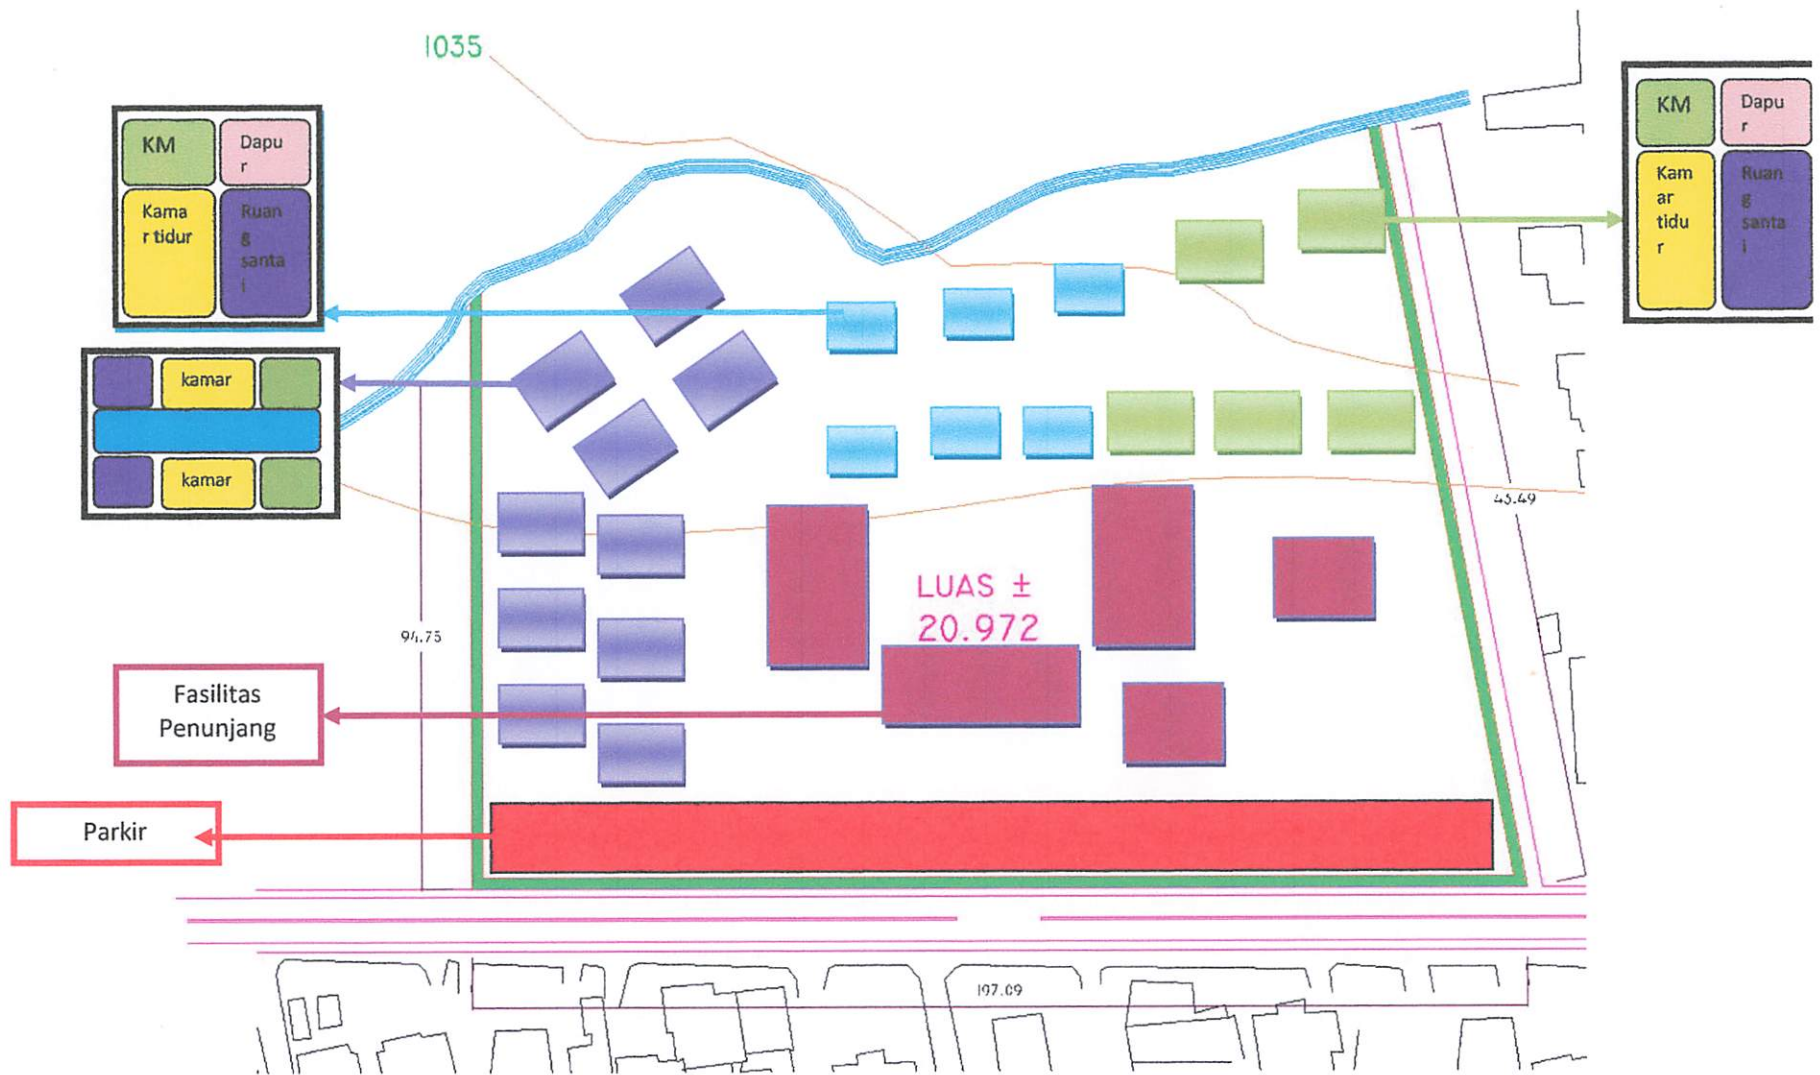 1035
KM
Dapu
r
Kama
r tidur
Ruan
g
santa
i
KM
Dapu
r
Kam
ar
tidu
r
Ruan
g
santa
i
kamar
kamar
45.49
LUAS ±
20.972
94.75
Fasilitas
Penunjang
Parkir
197.09